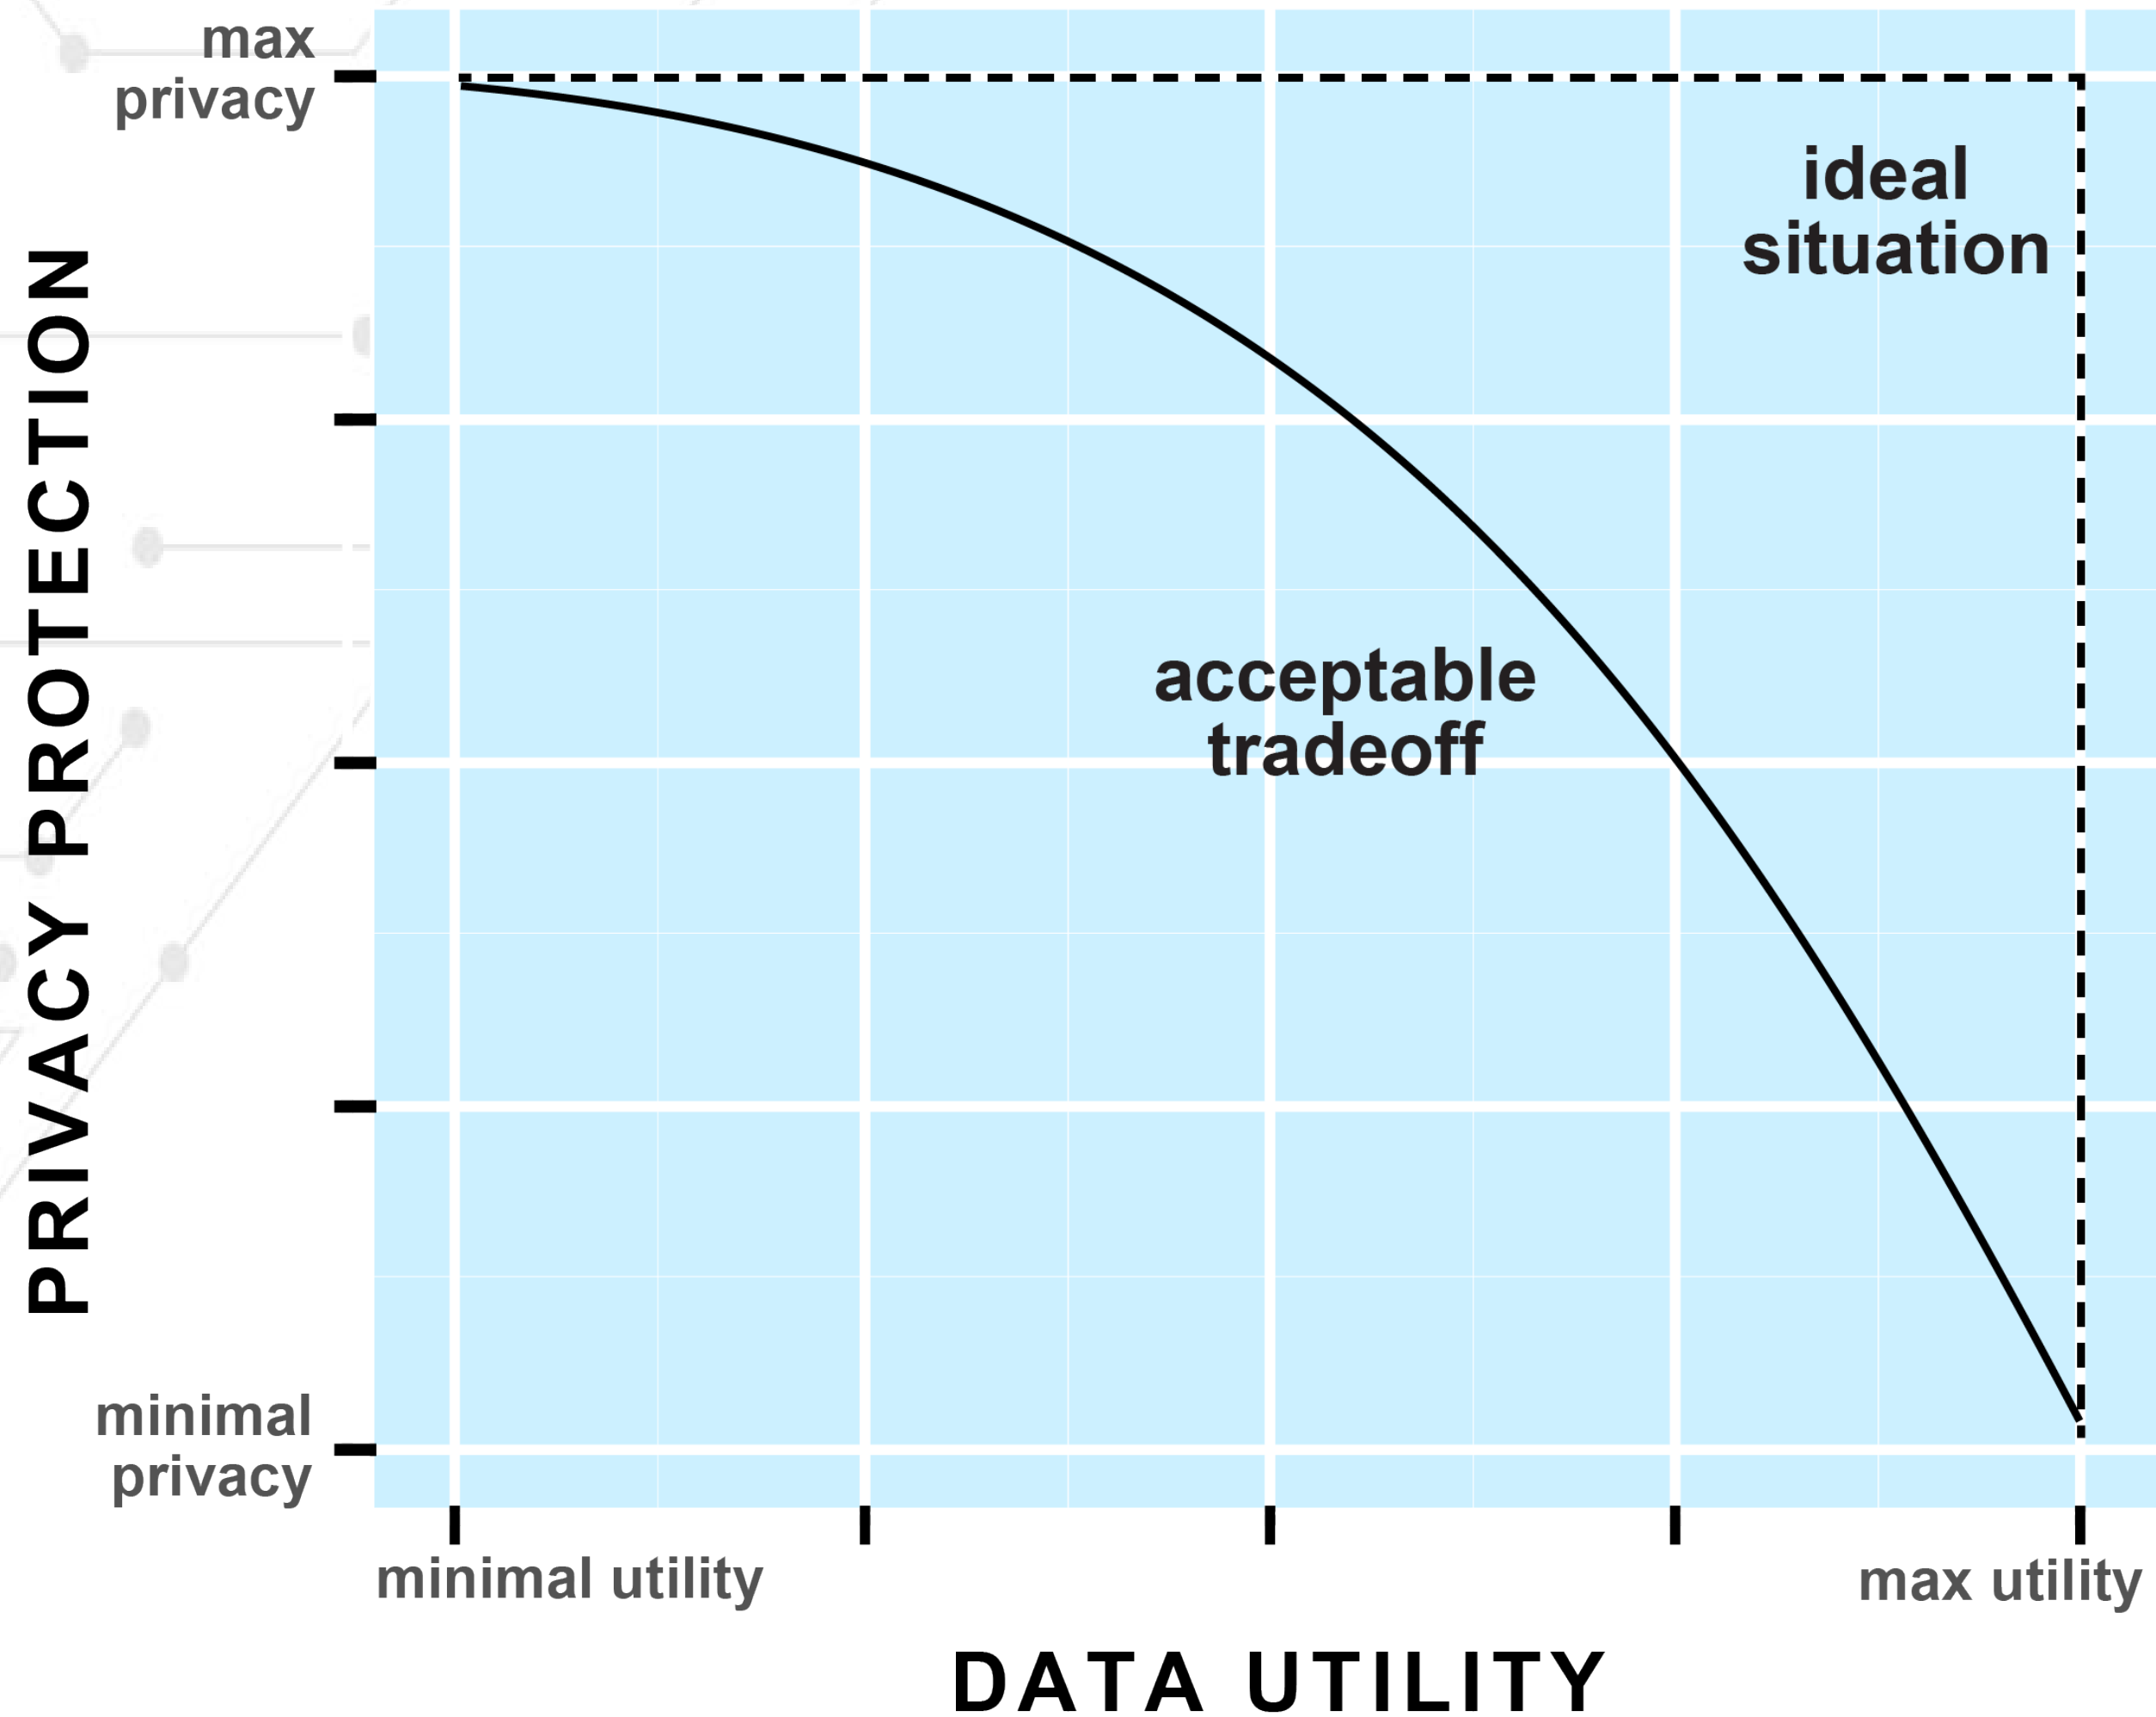 max
privacy
PRIVACY PROTECTION
ideal
situation
acceptable
tradeoff
minimal
privacy
minimal utility
max utility
DATA UTILITY